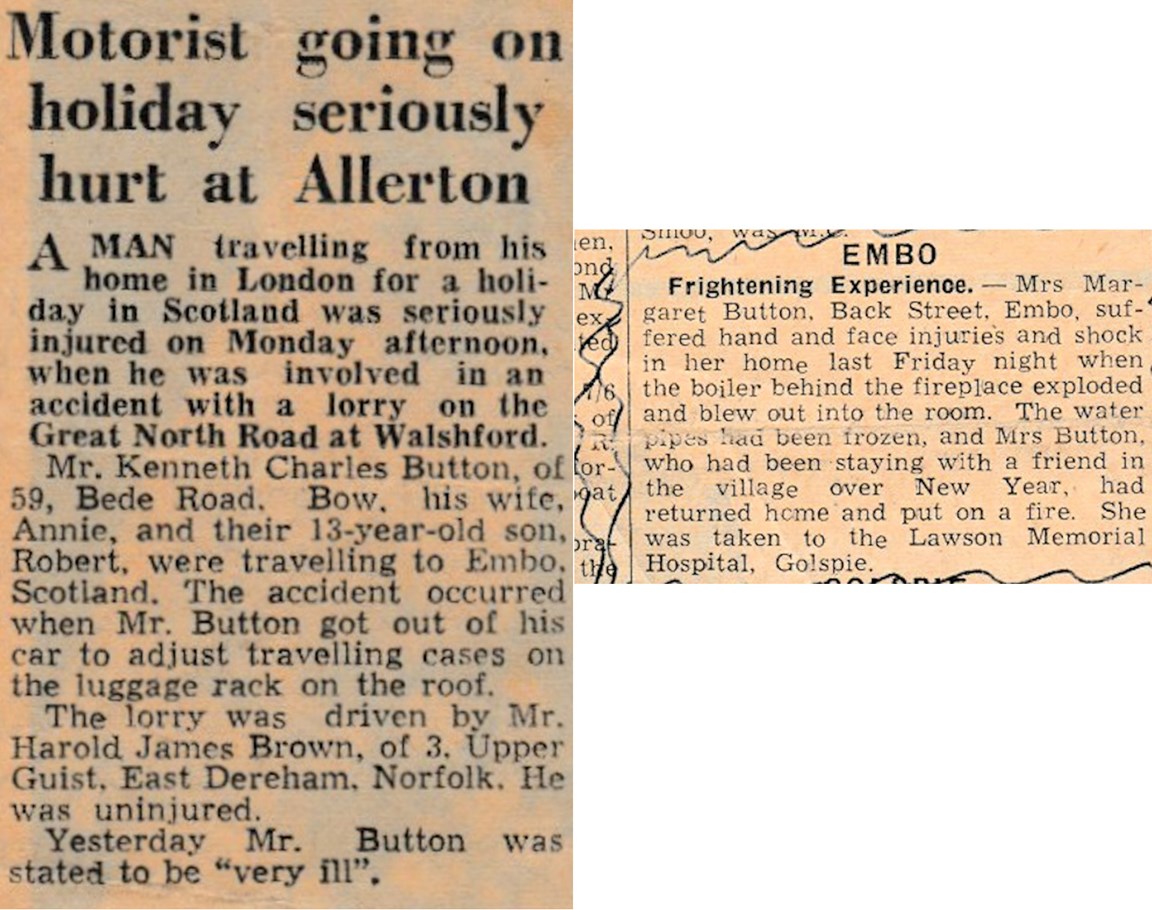 Motorist going on
holiday seriously
hurt at Allerton
A MAN travelling from his
home in London for a holi-
day in Scotland was seriously
injured on Monday afternoon,
when he was involved in an
accident with a lorry on the
Great North Road at Walshford.
Mr. Kenneth Charles Button, of
59, Bede Road, Bow, his wife,
Annie, and their 13-year-old son,
Robert, were travelling to Embo,
Scotland. The accident occurred
when Mr. Button got out of his
car to adjust travelling cases on
the luggage rack on the roof.
The lorry was driven by Mr.
Harold James Brown, of 3, Upper
Guist, East Dereham, Norfolk. He
was uninjured.
Yesterday Mr. Button was
stated to be “very ill”.
EMBO
Frightening Experience. — Mrs Mar-
garet Button, Back Street, Embo, suf-
fered hand and face injuries and shock
in her home last Friday night when
the boiler behind the fireplace exploded
and blew out into the room. The water
pipes had been frozen, and Mrs Button,
who had been staying with a friend in
the village over New Year, had
returned home and put on a fire. She
was taken to the Lawson Memorial
Hospital, Golspie.